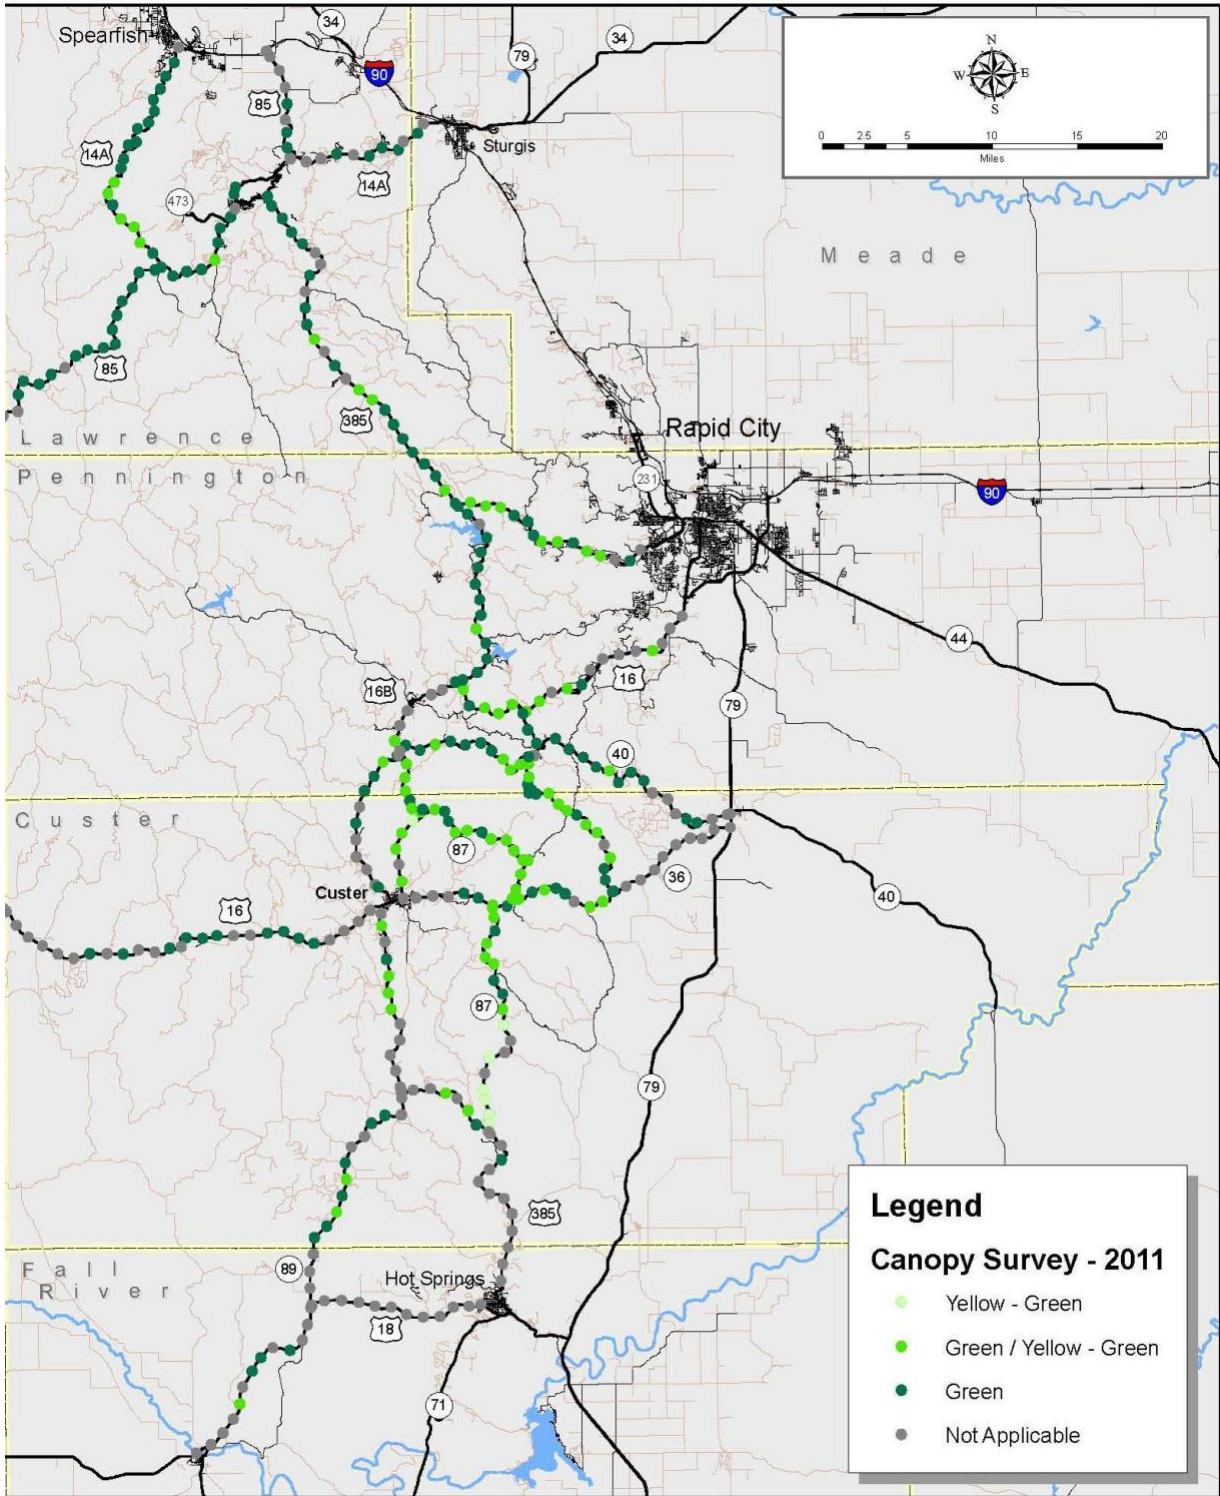 Spearfish
34
79
34
90
N
W
E
S
0
2.5
5
10
15
20
Miles
85
Sturgis
14A
14A
473
Meade
85
385
Rapid City
Lawrence
Pennington
231
90
44
16B
16
79
40
Custer
87
36
Custer
16
40
87
79
385
Fall
River
89
Hot Springs
18
71
Legend
Canopy Survey - 2011
Yellow - Green
Green / Yellow - Green
Green
Not Applicable